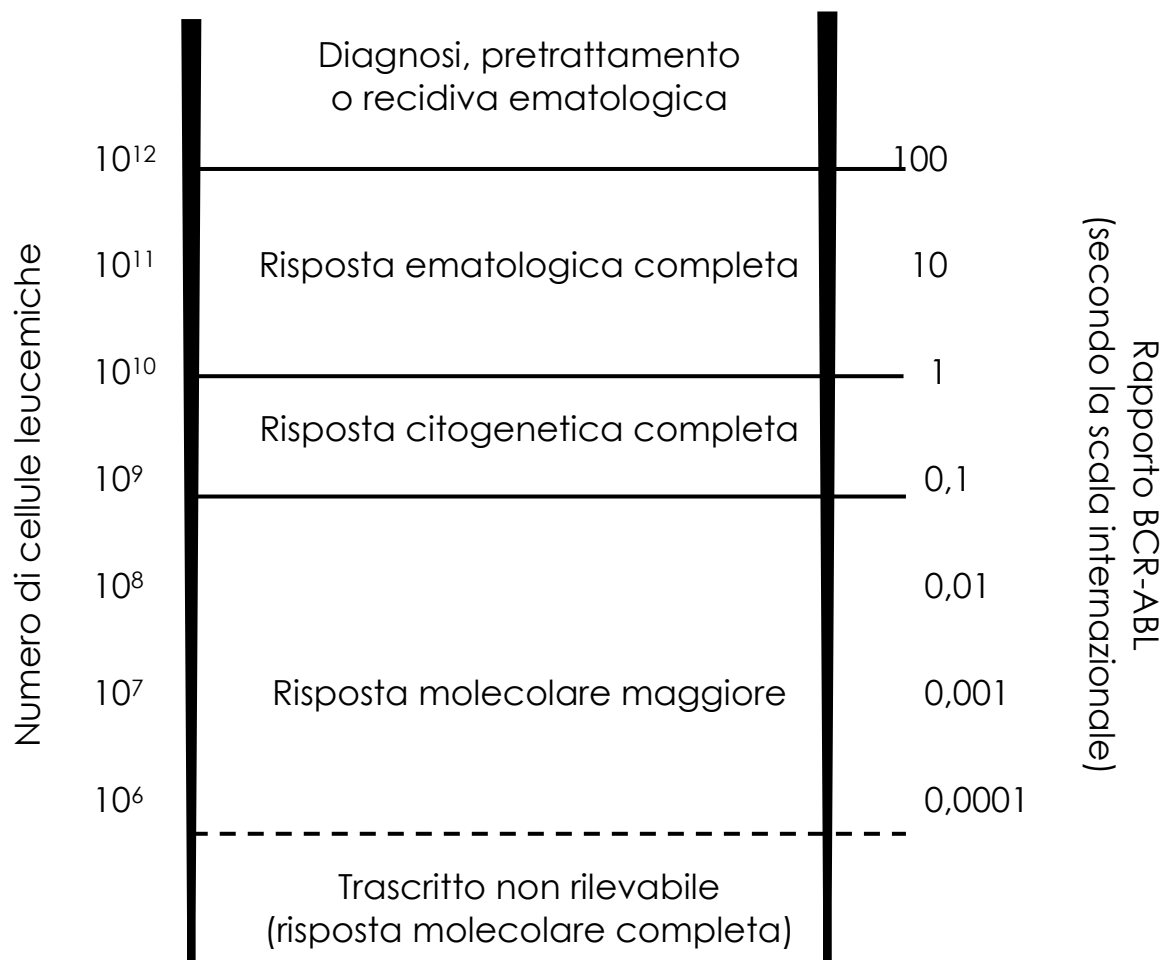 Diagnosi, pretrattamento
o recidiva ematologica
10¹² 100
10¹¹ Risposta ematologica completa 10
10¹⁰ 1
Risposta citogenetica completa
10⁹ 0,1
10⁸ 0,01
10⁷ Risposta molecolare maggiore 0,001
10⁶ 0,0001
Trascritto non rilevabile
(risposta molecolare completa)
Numero di cellule leucemiche
Rapporto BCR-ABL
(secondo la scala internazionale)